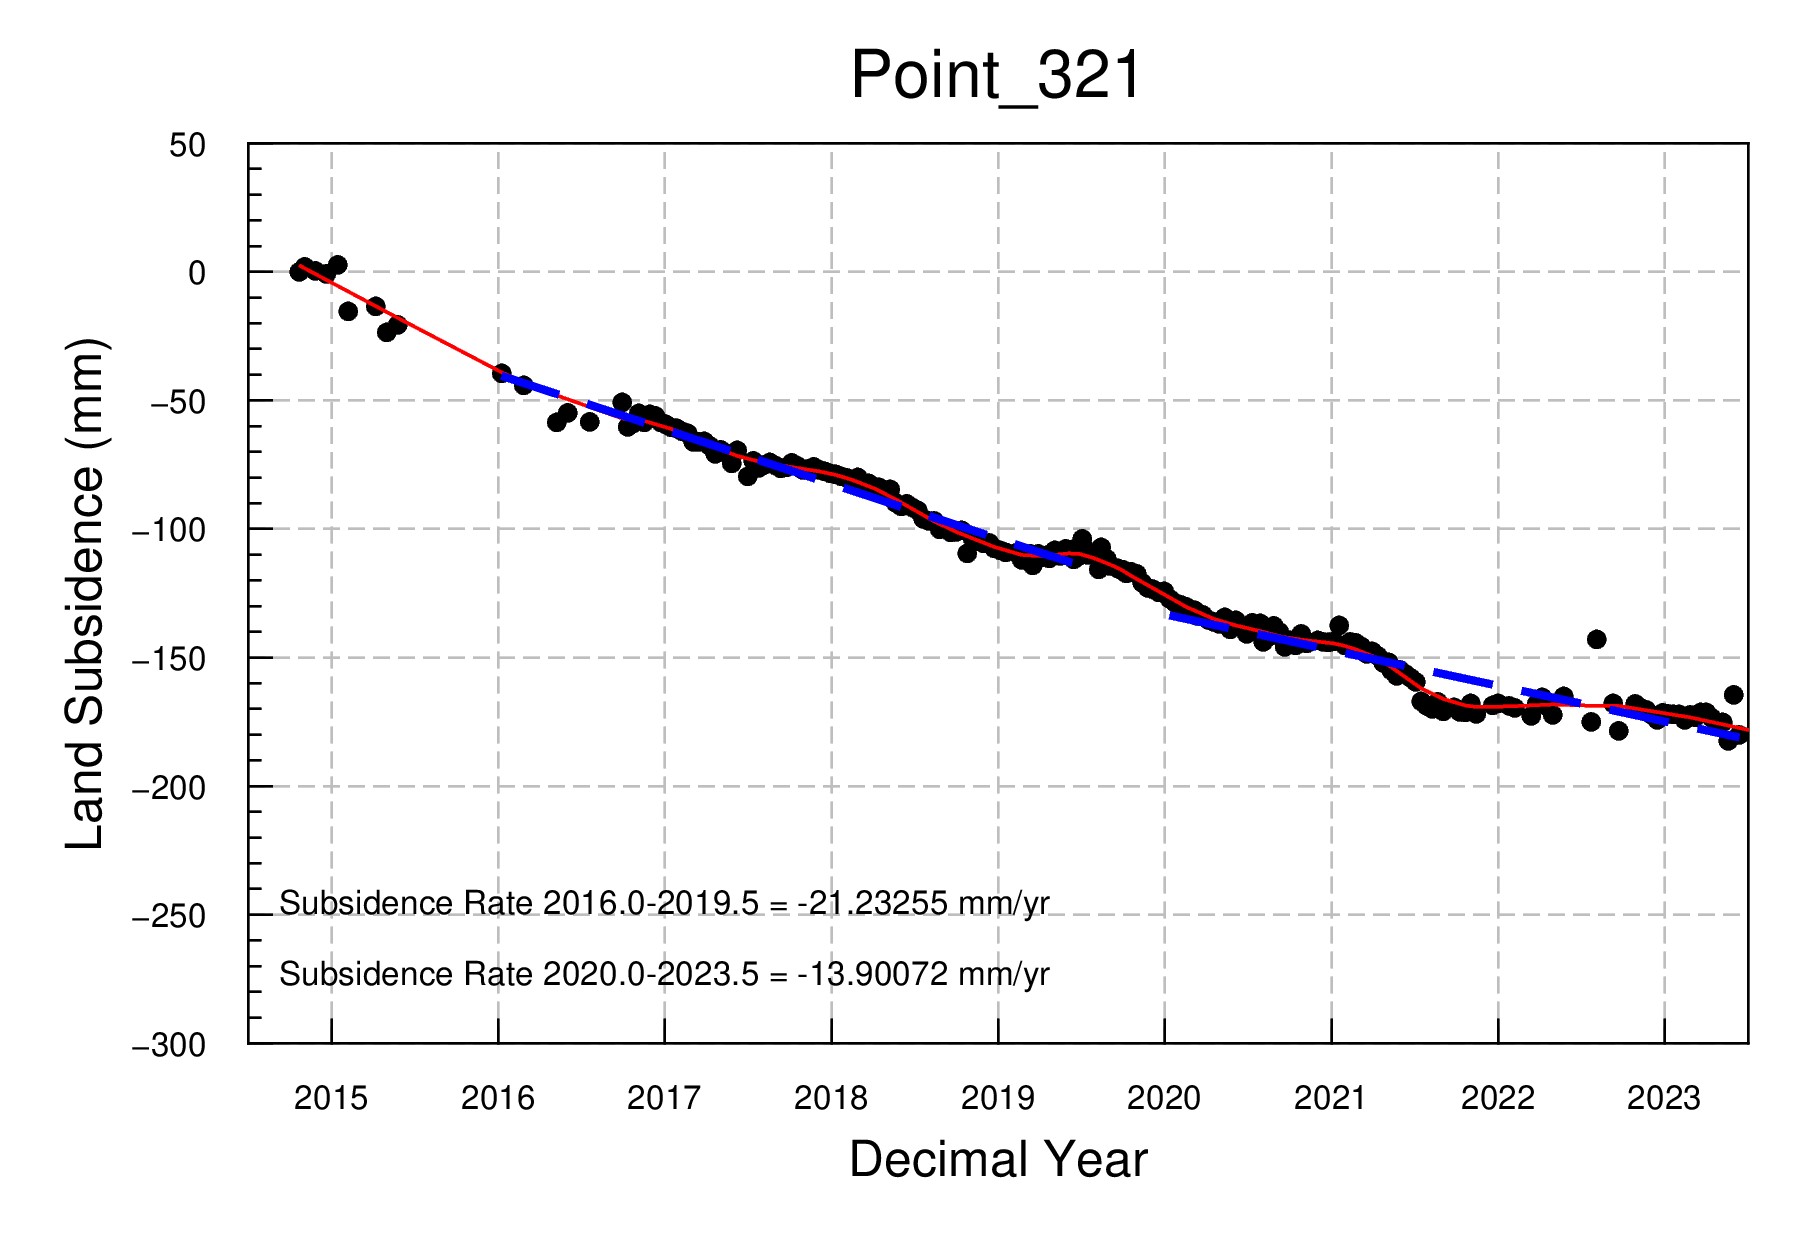 Point_321
50
0
−50
−100
−150
−200
−250
−300
Land Subsidence (mm)
Subsidence Rate 2016.0-2019.5 = -21.23255 mm/yr
Subsidence Rate 2020.0-2023.5 = -13.90072 mm/yr
2015 2016 2017 2018 2019 2020 2021 2022 2023
Decimal Year